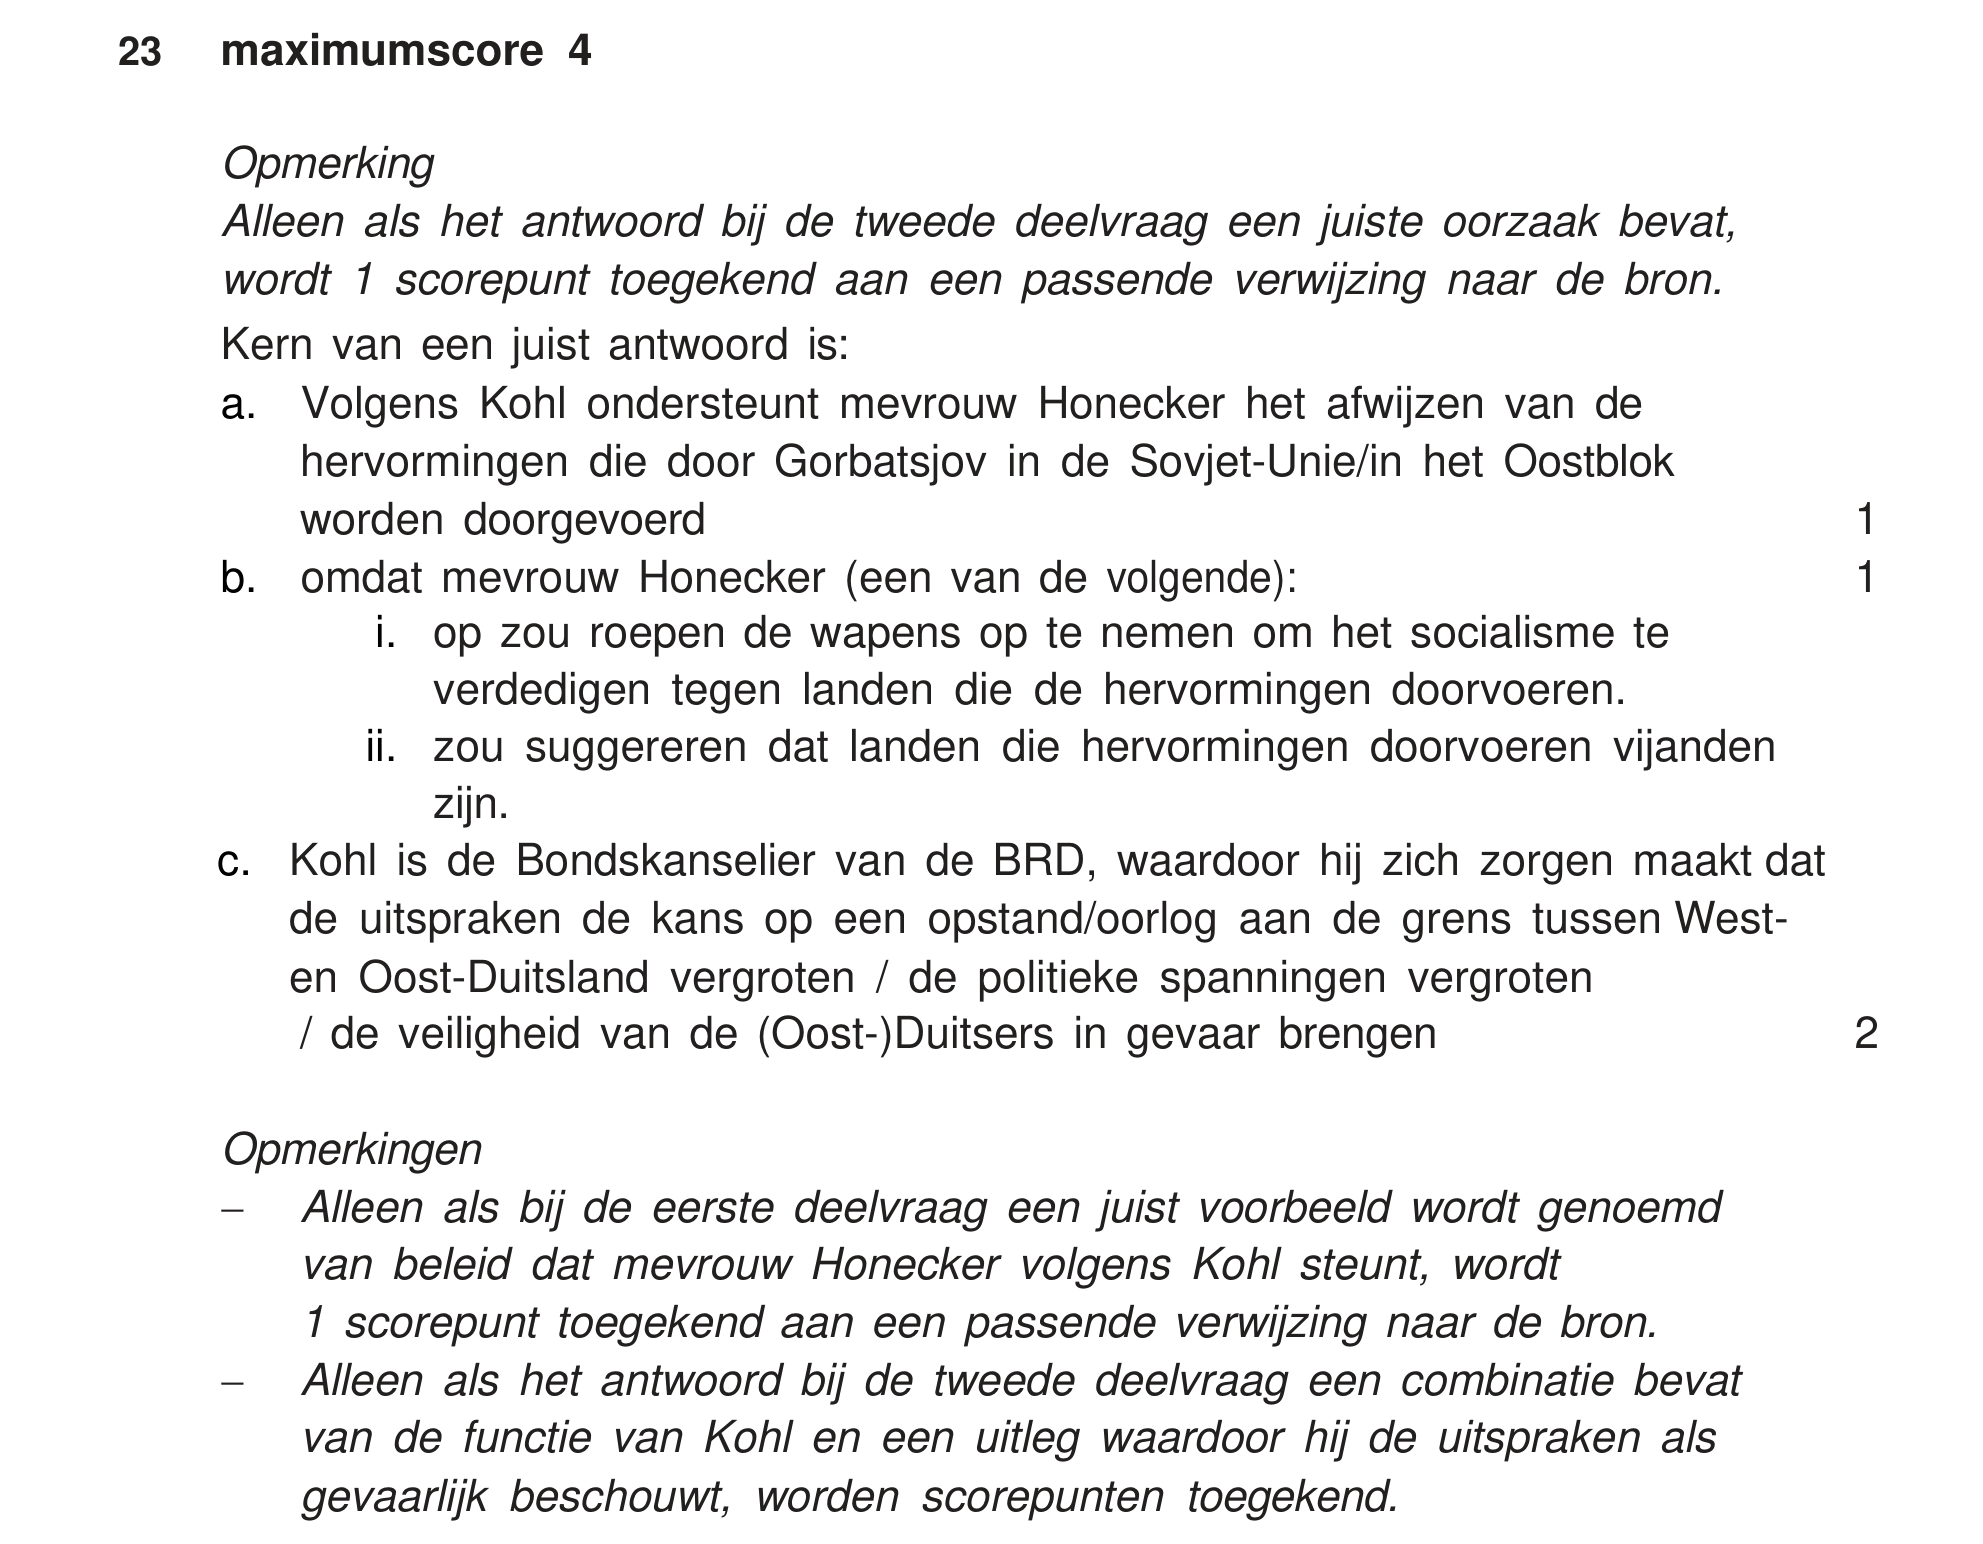 23 maximumscore 4
Opmerking
Alleen als het antwoord bij de tweede deelvraag een juiste oorzaak bevat,
wordt 1 scorepunt toegekend aan een passende verwijzing naar de bron.
Kern van een juist antwoord is:
a. Volgens Kohl ondersteunt mevrouw Honecker het afwijzen van de
hervormingen die door Gorbatsjov in de Sovjet-Unie/in het Oostblok
worden doorgevoerd 1
b. omdat mevrouw Honecker (een van de volgende): 1
i. op zou roepen de wapens op te nemen om het socialisme te
verdedigen tegen landen die de hervormingen doorvoeren.
ii. zou suggereren dat landen die hervormingen doorvoeren vijanden
zijn.
c. Kohl is de Bondskanselier van de BRD, waardoor hij zich zorgen maakt dat
de uitspraken de kans op een opstand/oorlog aan de grens tussen West-
en Oost-Duitsland vergroten / de politieke spanningen vergroten
/ de veiligheid van de (Oost-)Duitsers in gevaar brengen 2
Opmerkingen
− Alleen als bij de eerste deelvraag een juist voorbeeld wordt genoemd
van beleid dat mevrouw Honecker volgens Kohl steunt, wordt
1 scorepunt toegekend aan een passende verwijzing naar de bron.
− Alleen als het antwoord bij de tweede deelvraag een combinatie bevat
van de functie van Kohl en een uitleg waardoor hij de uitspraken als
gevaarlijk beschouwt, worden scorepunten toegekend.